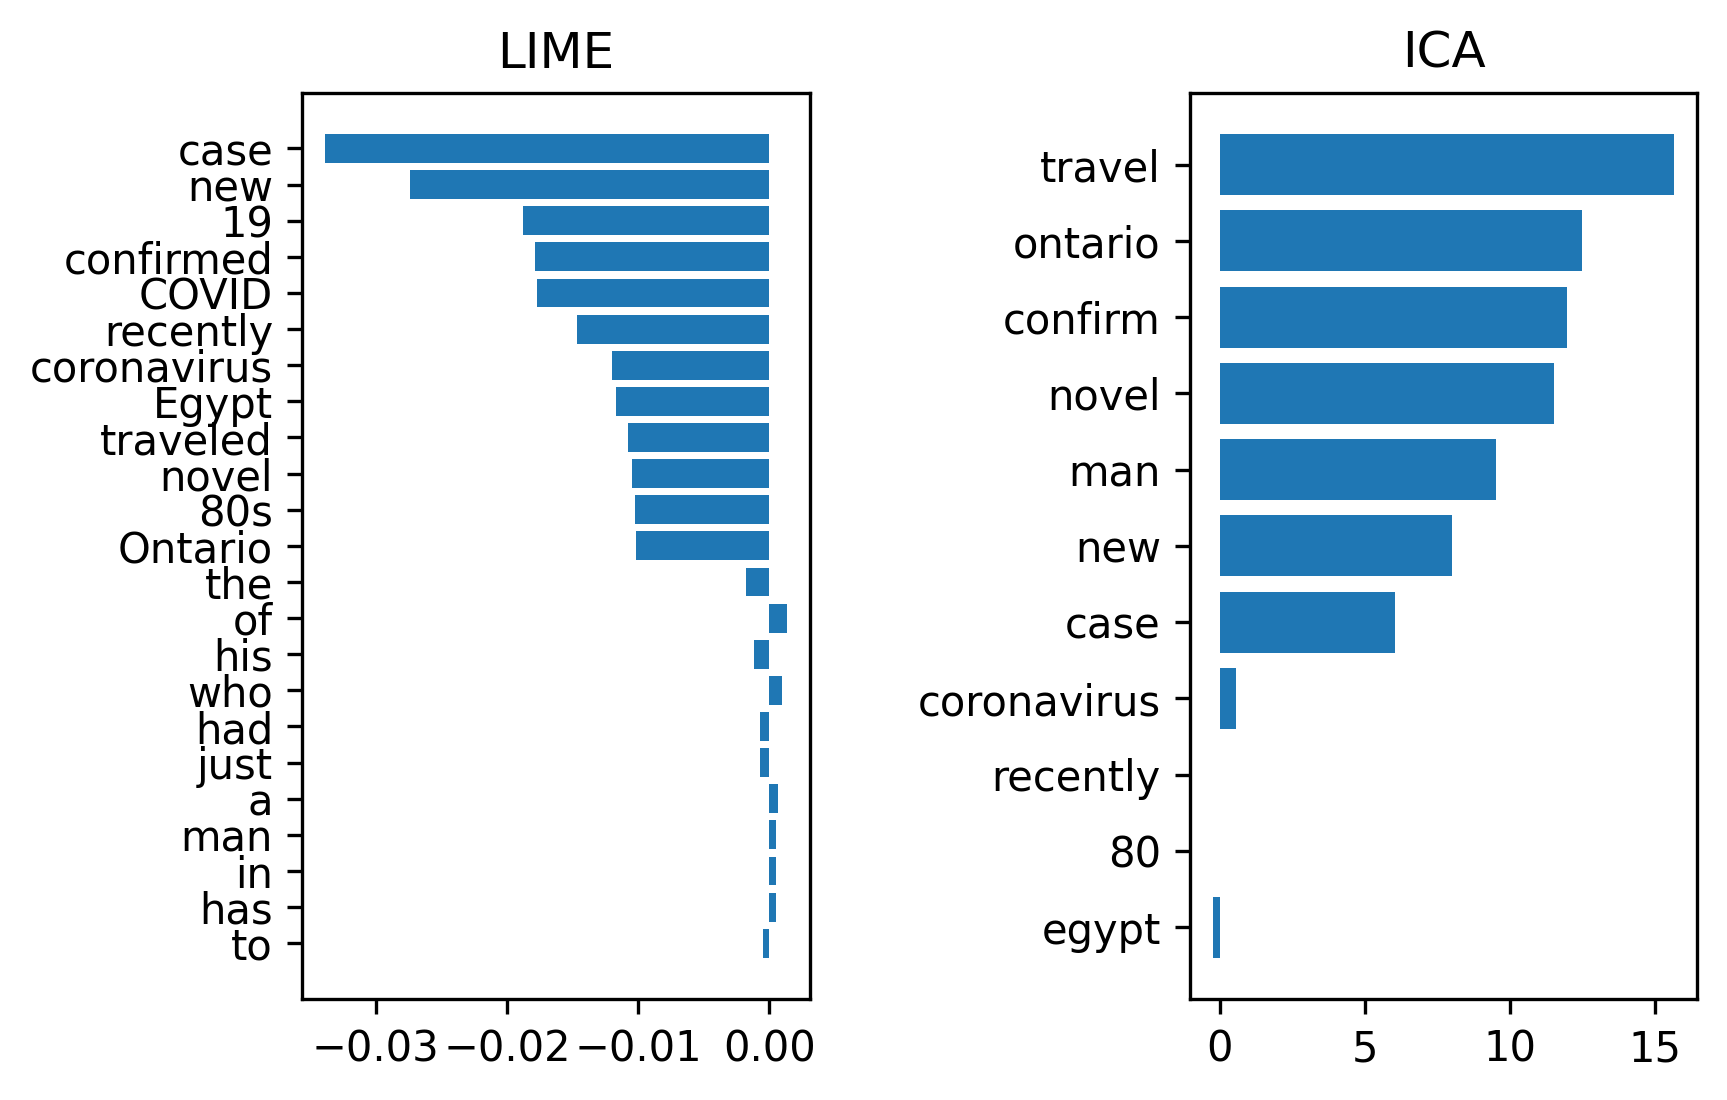 LIME
case
new
19
confirmed
COVID
recently
coronavirus
Egypt
traveled
novel
80s
Ontario
the
of
his
who
had
just
a
man
in
has
to
−0.03 −0.02 −0.01 0.00
ICA
travel
ontario
confirm
novel
man
new
case
coronavirus
recently
80
egypt
0 5 10 15